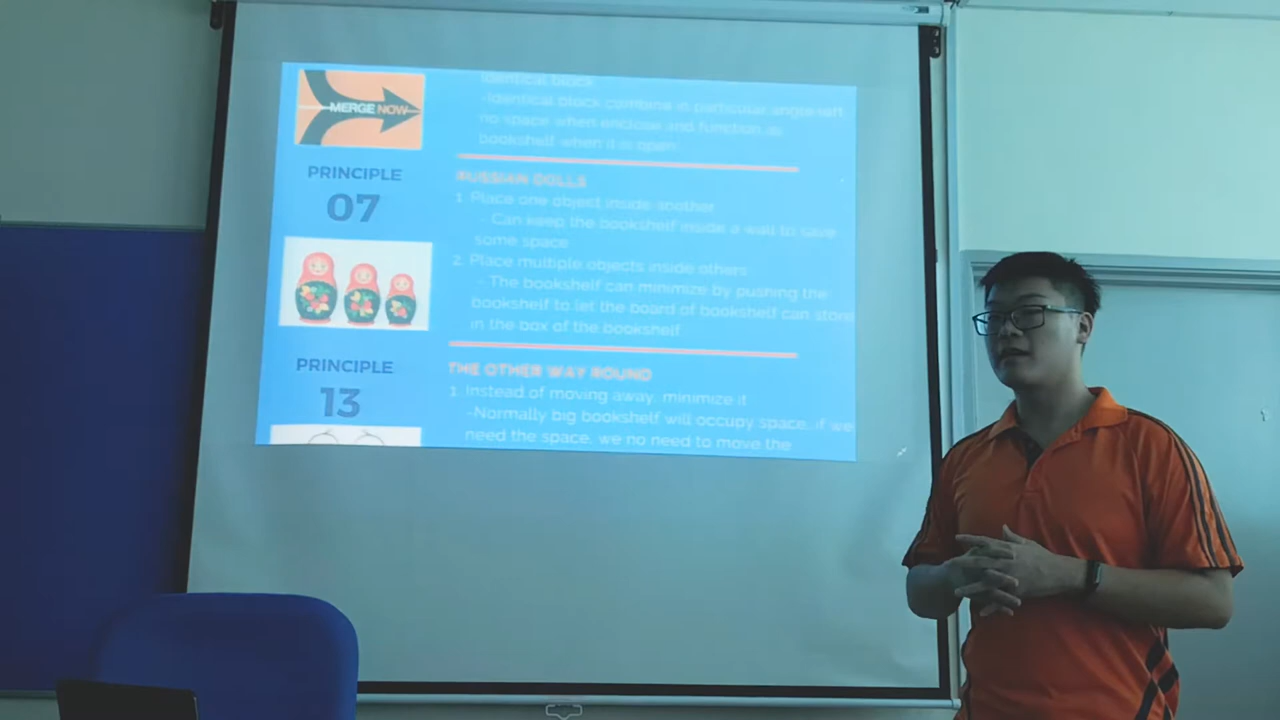 MERGE NOW
identical block
-Identical block combine in particular angle left
no space when enclose and function as
bookshelf when it is open
PRINCIPLE
07
RUSSIAN DOLLS
1. Place one object inside another
- Can keep the bookshelf inside a wall to save
some space
2. Place multiple objects inside others
- The bookshelf can minimize by pushing the
bookshelf to let the board of bookshelf can store
in the box of the bookshelf
PRINCIPLE
13
THE OTHER WAY ROUND
1. Instead of moving away, minimize it
-Normally big bookshelf will occupy space, if we
need the space, we no need to move the